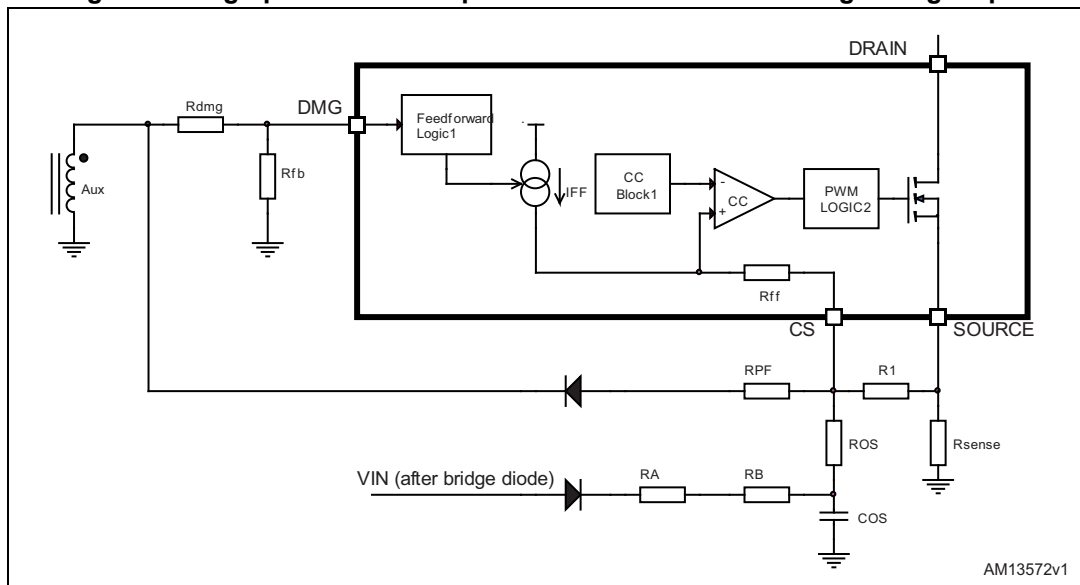 DRAIN
DMG
Rdmg
Feedforward
Logic1
Rfb
Aux
IFF
CC
Block1
-
+
CC
PWM
LOGIC2
Rff
CS
SOURCE
RPF
R1
ROS
Rsense
VIN (after bridge diode)
RA
RB
COS
AM13572v1